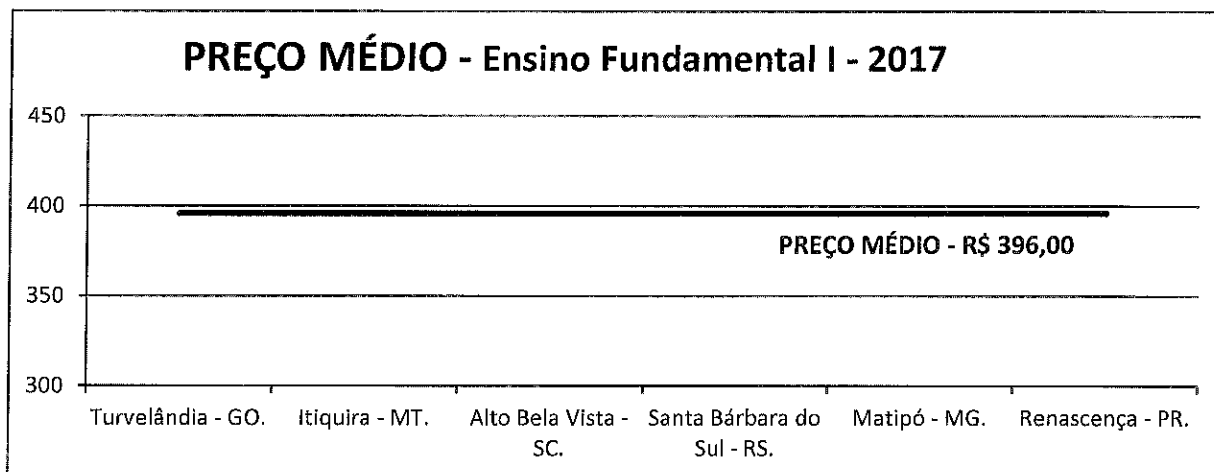 PREÇO MÉDIO - Ensino Fundamental I - 2017
450
400
PREÇO MÉDIO - R$ 396,00
350
300
Turvelândia - GO.
Itiquira - MT.
Alto Bela Vista -
SC.
Santa Bárbara do
Sul - RS.
Matipó - MG.
Renascença - PR.